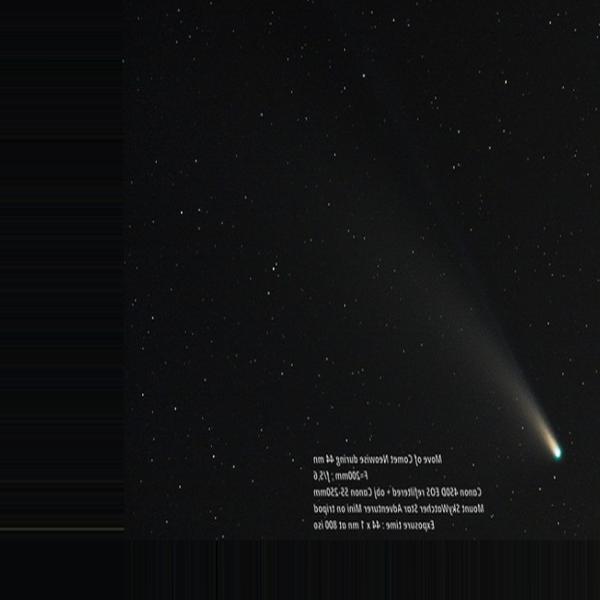 Move of Comet Neowise during 44 mn
F=200mm ; f/5,6
Canon 450D EOS refiltered + obj Canon 55-250mm
Mount SkyWatcher Star Adventurer Mini on tripod
Exposure time : 44 x 1 mn at 800 iso